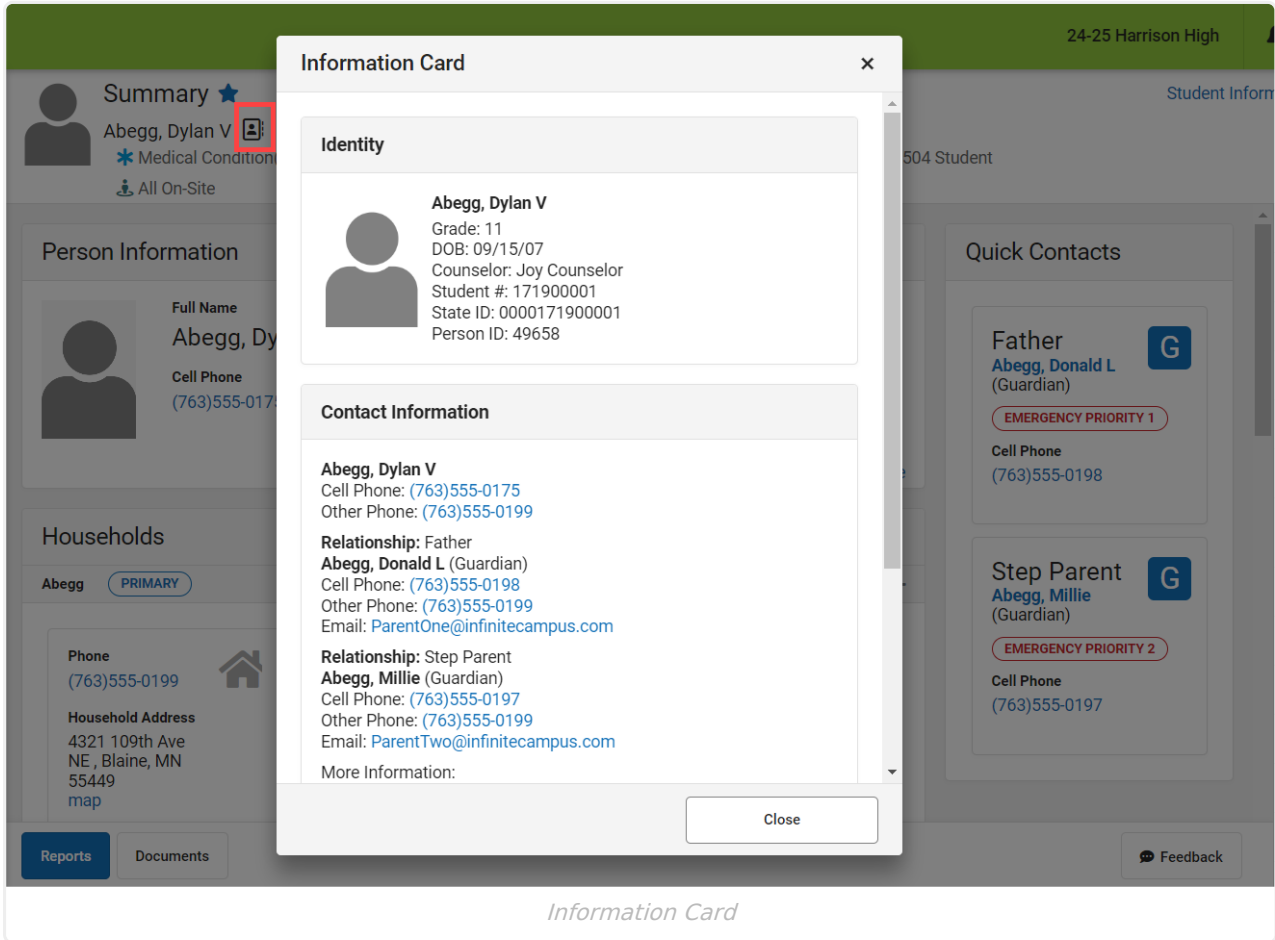 24-25 Harrison High
Summary
Student Inform
Abegg, Dylan V
Medical Condition
504 Student
All On-Site
Person Information
Full Name
Abegg, Dy
Cell Phone
(763)555-017
Households
Abegg PRIMARY
Phone
(763)555-0199
Household Address
4321 109th Ave
NE , Blaine, MN
55449
map
Information Card
×
Identity
Abegg, Dylan V
Grade: 11
DOB: 09/15/07
Counselor: Joy Counselor
Student #: 171900001
State ID: 0000171900001
Person ID: 49658
Contact Information
Abegg, Dylan V
Cell Phone: (763)555-0175
Other Phone: (763)555-0199
Relationship: Father
Abegg, Donald L (Guardian)
Cell Phone: (763)555-0198
Other Phone: (763)555-0199
Email: ParentOne@infinitecampus.com
Relationship: Step Parent
Abegg, Millie (Guardian)
Cell Phone: (763)555-0197
Other Phone: (763)555-0199
Email: ParentTwo@infinitecampus.com
More Information:
Close
Quick Contacts
Father
G
Abegg, Donald L
(Guardian)
EMERGENCY PRIORITY 1
Cell Phone
(763)555-0198
Step Parent
G
Abegg, Millie
(Guardian)
EMERGENCY PRIORITY 2
Cell Phone
(763)555-0197
Reports
Documents
Feedback
Information Card